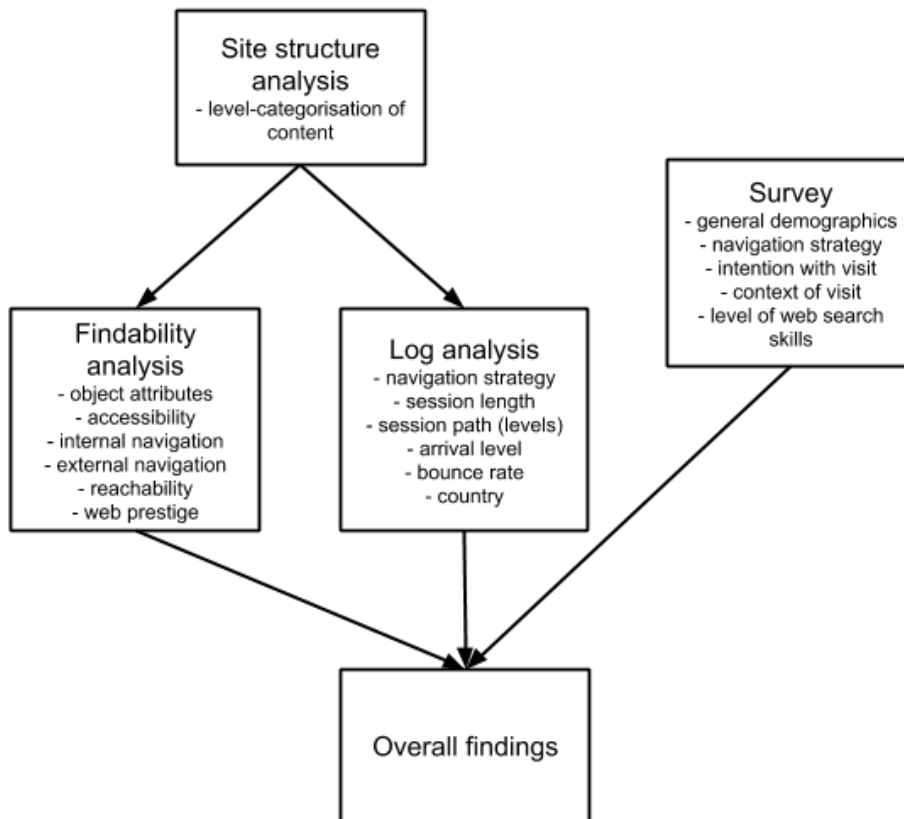 Site structure
analysis
- level-categorisation of
content
Survey
- general demographics
- navigation strategy
- intention with visit
- context of visit
- level of web search
skills
Findability
analysis
- object attributes
- accessibility
- internal navigation
- external navigation
- reachability
- web prestige
Log analysis
- navigation strategy
- session length
- session path (levels)
- arrival level
- bounce rate
- country
Overall findings